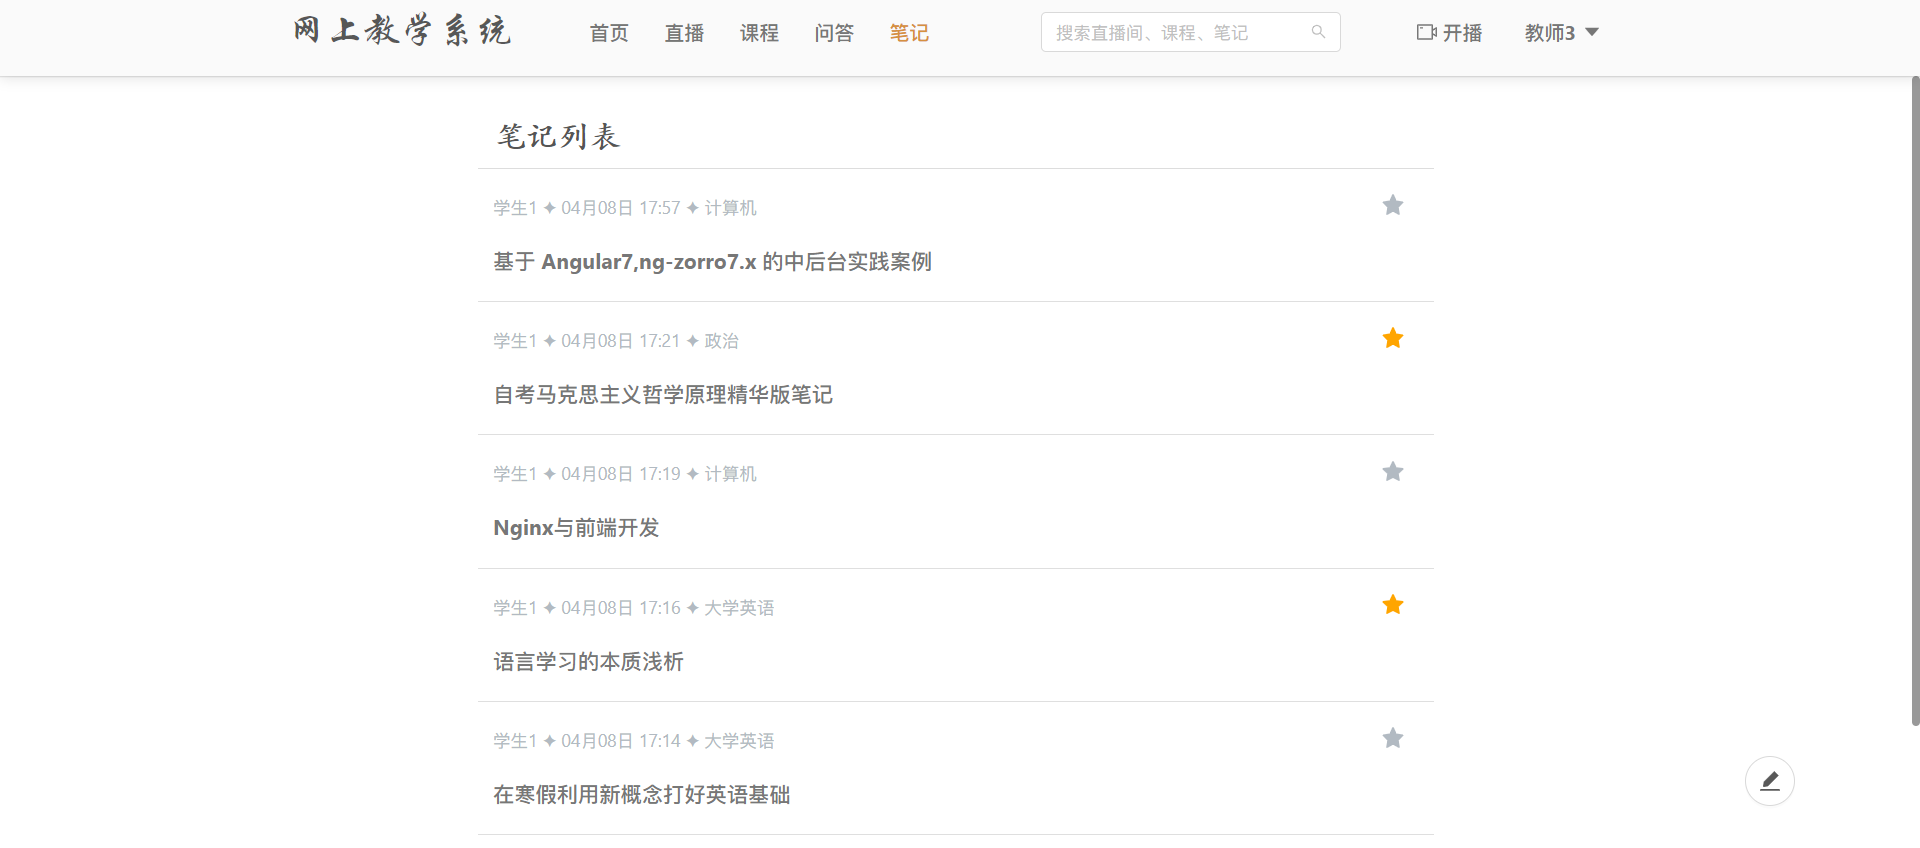 网上教学系统 首页 直播 课程 问答 笔记 搜索直播间、课程、笔记 开播 教师3
笔记列表
学生1 ✦ 04月08日 17:57 ✦ 计算机
基于 Angular7,ng-zorro7.x 的中后台实践案例
学生1 ✦ 04月08日 17:21 ✦ 政治
自考马克思主义哲学原理精华版笔记
学生1 ✦ 04月08日 17:19 ✦ 计算机
Nginx与前端开发
学生1 ✦ 04月08日 17:16 ✦ 大学英语
语言学习的本质浅析
学生1 ✦ 04月08日 17:14 ✦ 大学英语
在寒假利用新概念打好英语基础